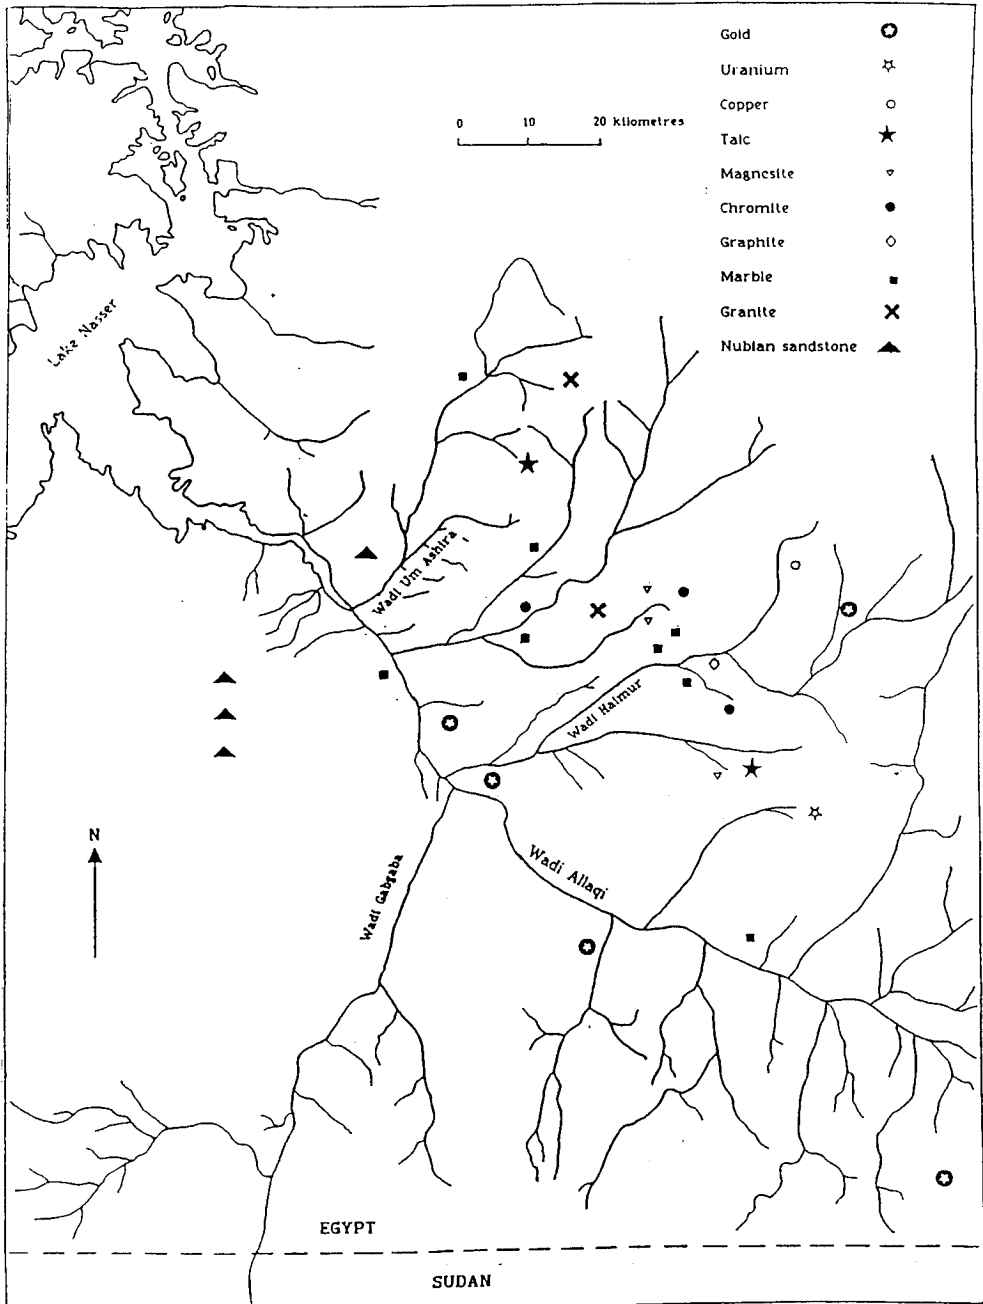 Gold
Uranium
Copper
Talc
Magnesite
Chromite
Graphite
Marble
Granite
Nubian sandstone
0 10 20 kilometres
Lake Nasser
Wadi Um Ashira
Wadi Haimur
N
Wadi Gabgaba
Wadi Allaqi
EGYPT
SUDAN